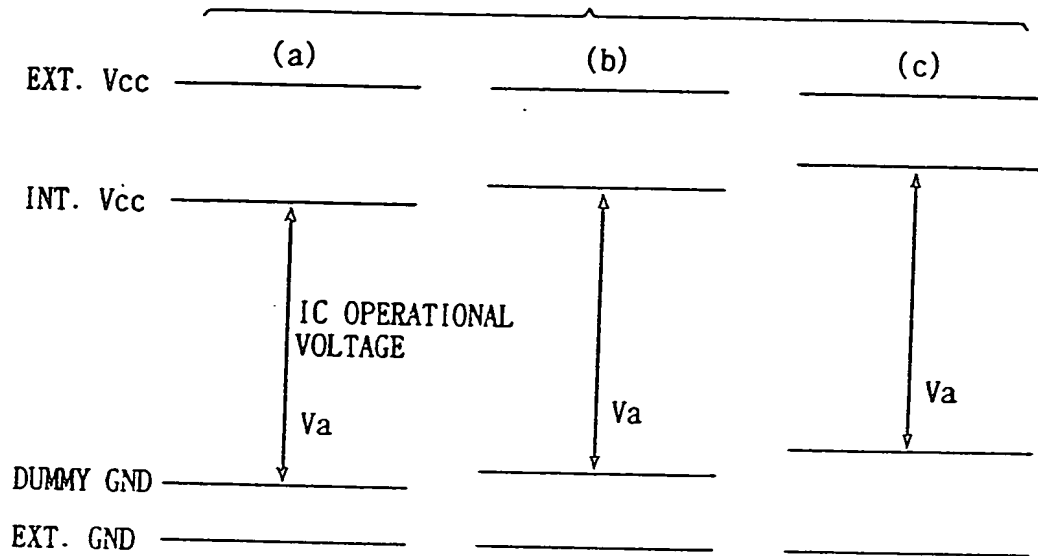 (a) (b) (c)
EXT. Vcc
INT. Vcc
IC OPERATIONAL
VOLTAGE
Va Va Va
DUMMY GND
EXT. GND